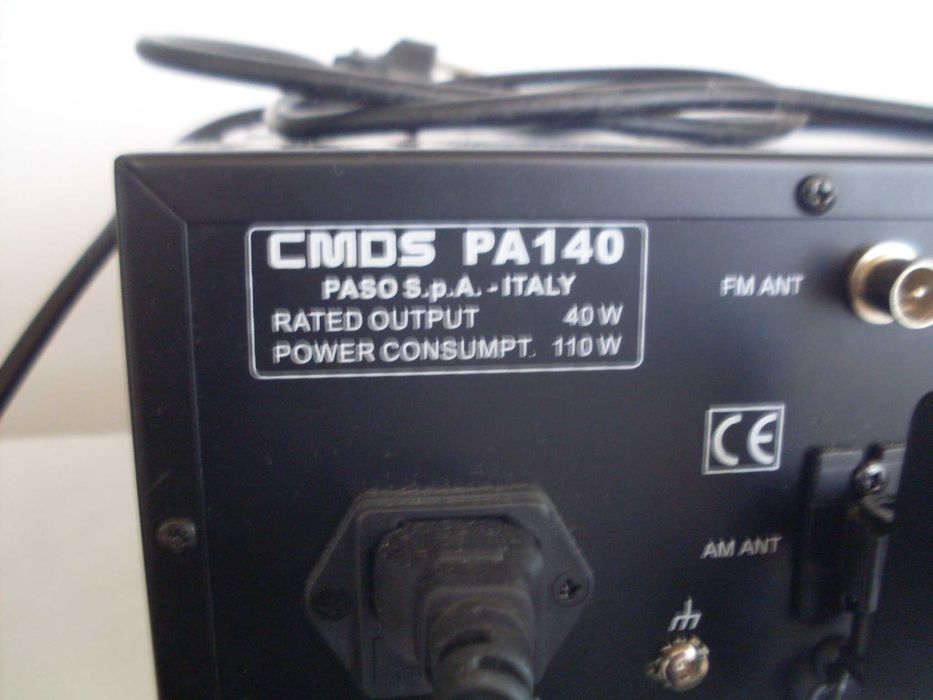 CMDS PA140
PASO S.p.A. - ITALY
RATED OUTPUT 40 W
POWER CONSUMPT. 110 W
FM ANT
CE
AM ANT